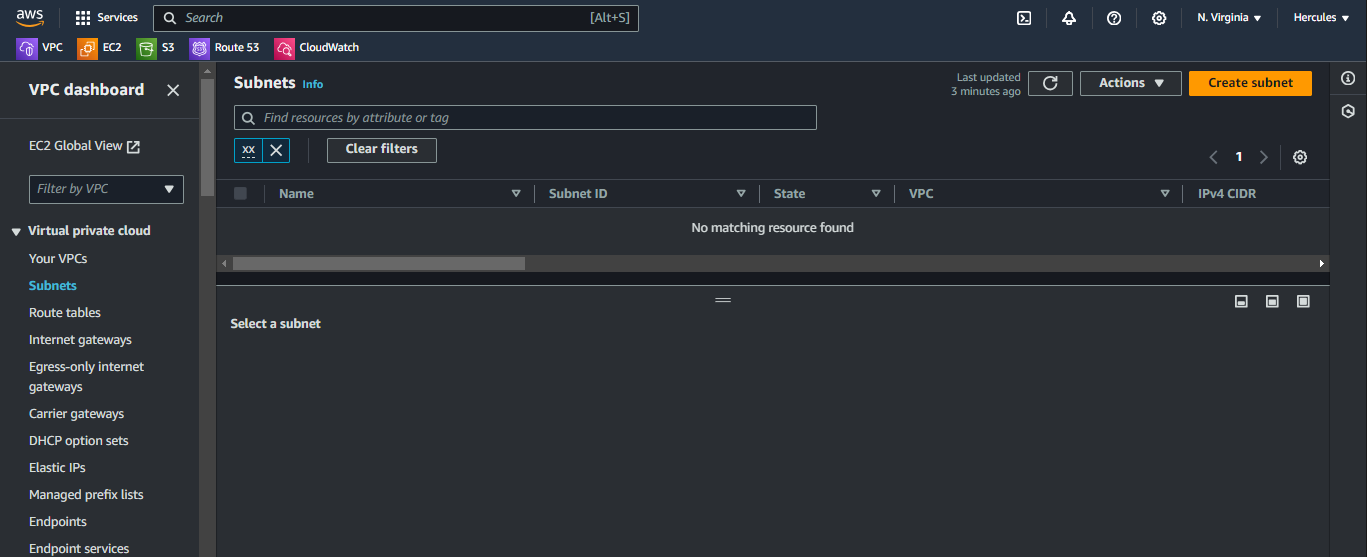 aws Services Search [Alt+S] N. Virginia Hercules
VPC EC2 S3 Route 53 CloudWatch
VPC dashboard
EC2 Global View
Filter by VPC
Virtual private cloud
Your VPCs
Subnets
Route tables
Internet gateways
Egress-only internet
gateways
Carrier gateways
DHCP option sets
Elastic IPs
Managed prefix lists
Endpoints
Endpoint services
Subnets Info
Last updated
3 minutes ago
Actions
Create subnet
Find resources by attribute or tag
xx
Clear filters
1
Name Subnet ID State VPC IPv4 CIDR
No matching resource found
Select a subnet